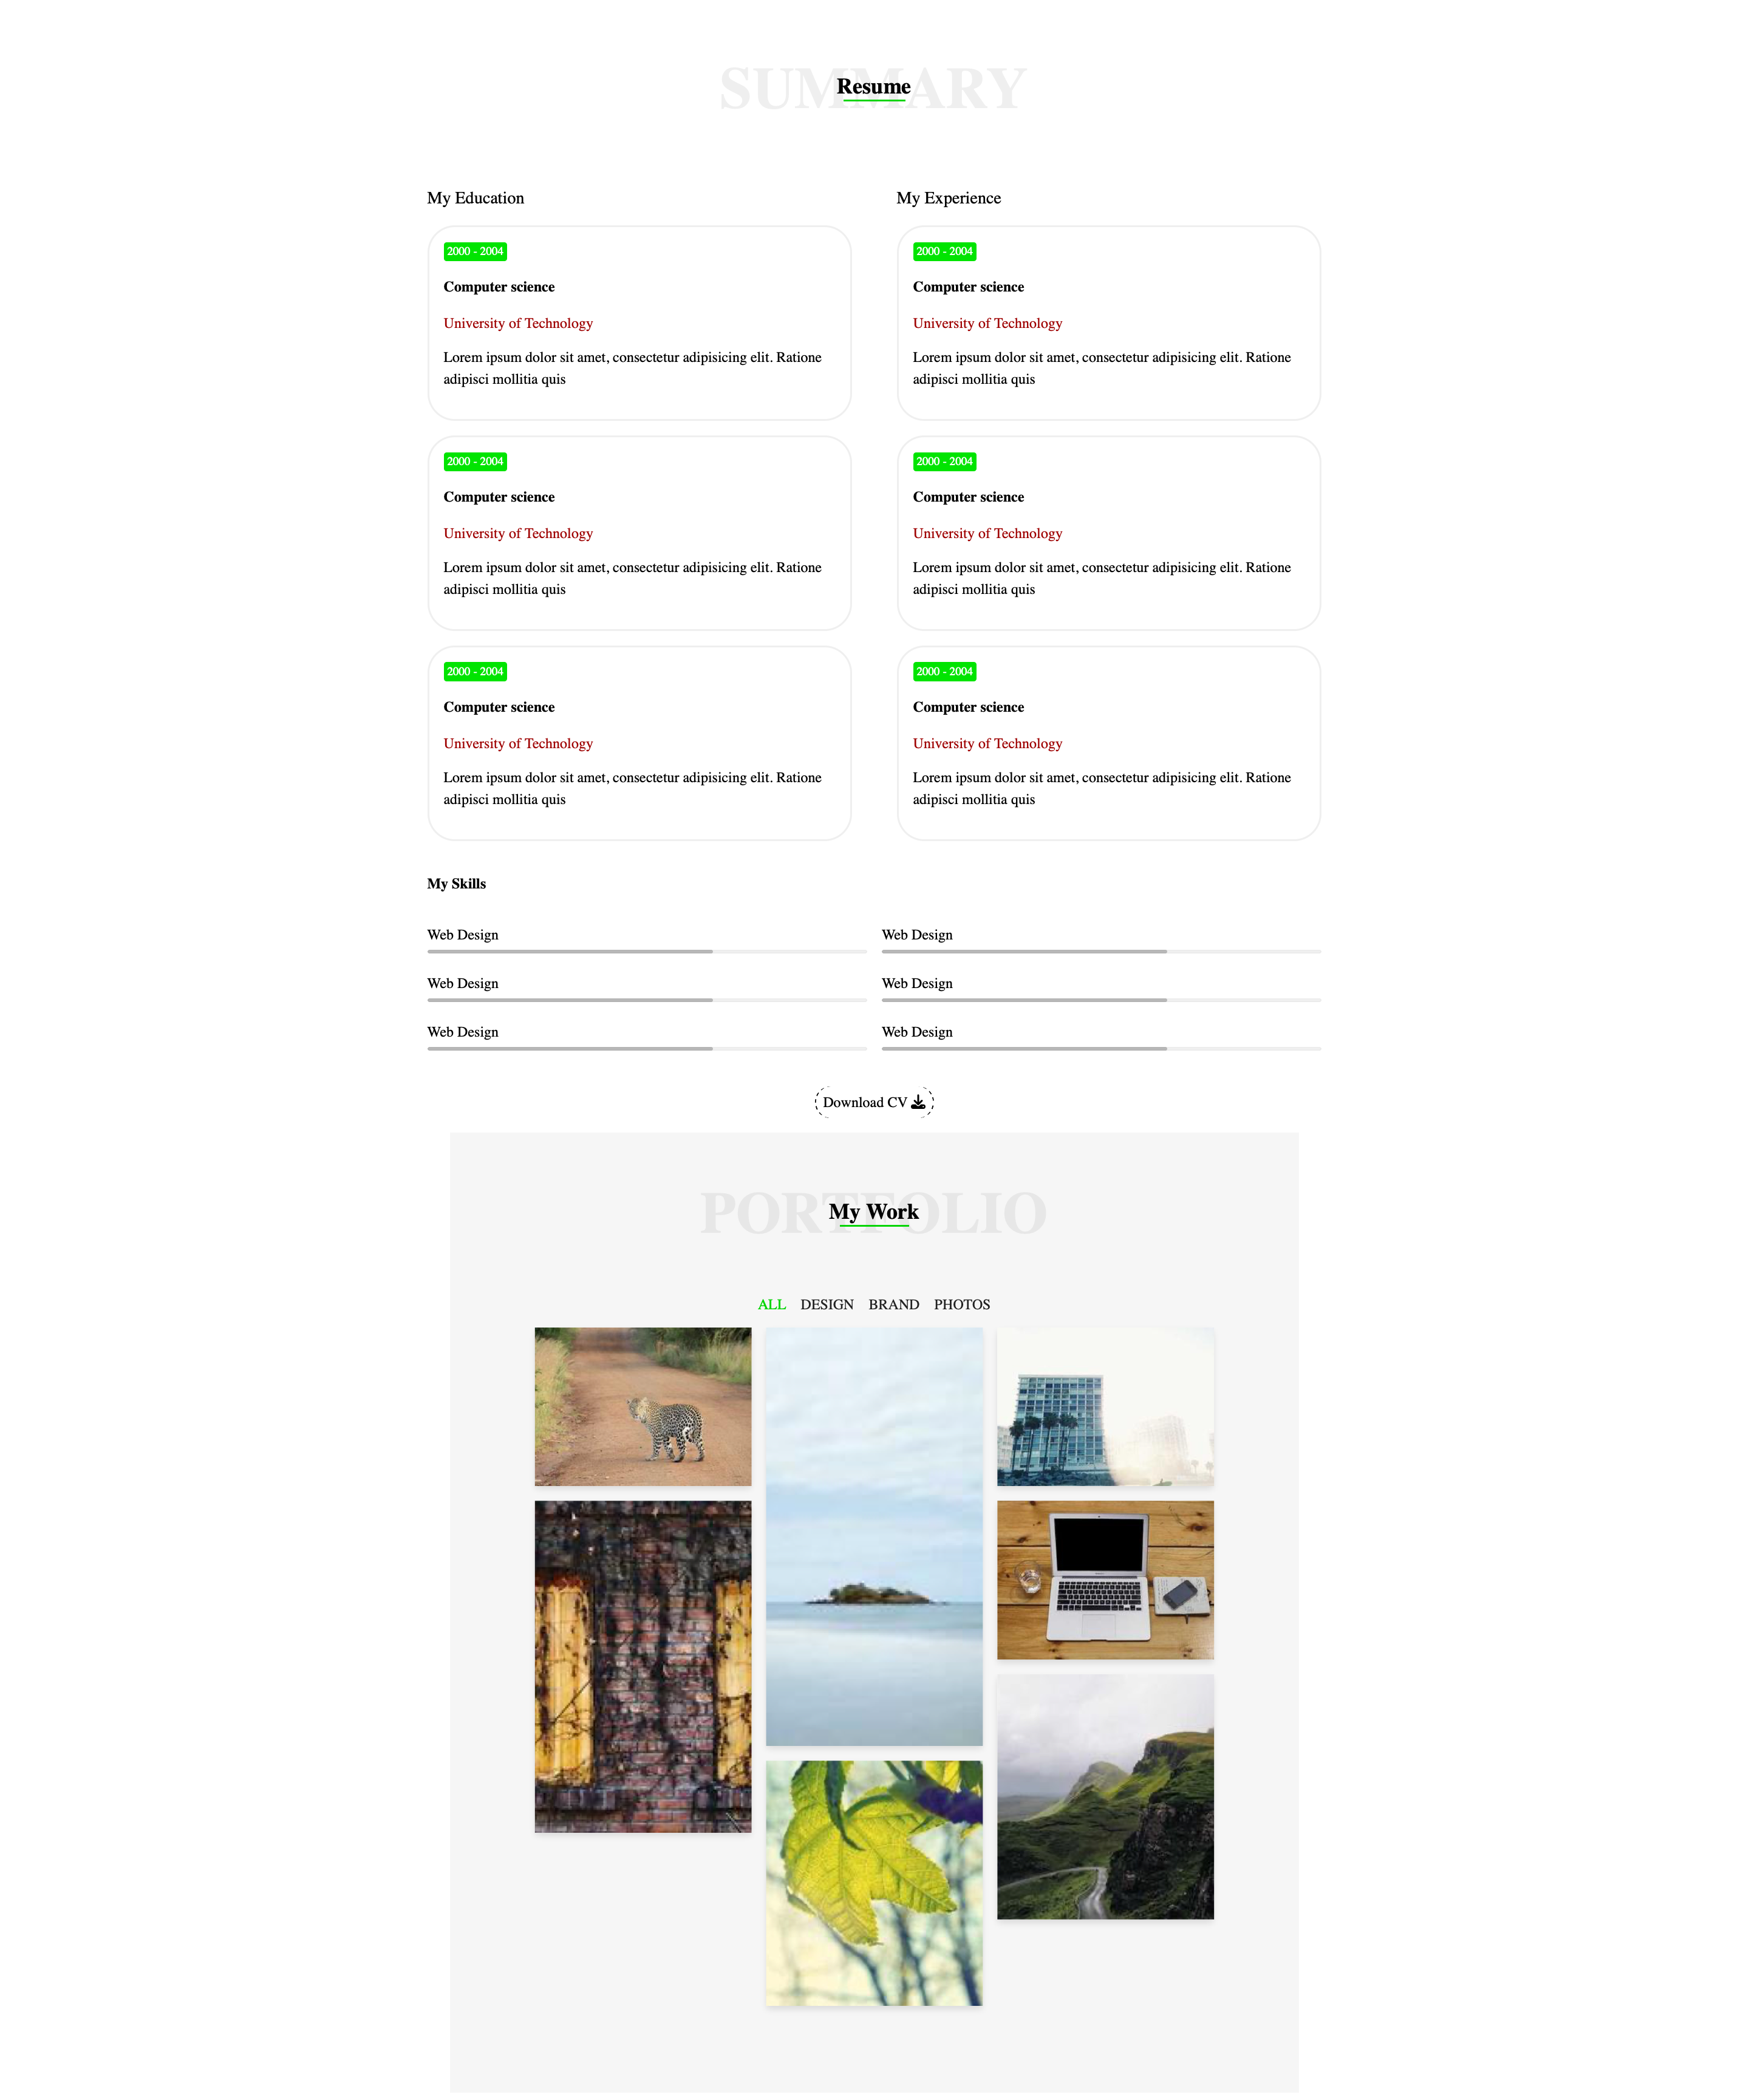 SUMMARY
Resume
My Education
2000 - 2004
Computer science
University of Technology
Lorem ipsum dolor sit amet, consectetur adipisicing elit. Ratione
adipisci mollitia quis
2000 - 2004
Computer science
University of Technology
Lorem ipsum dolor sit amet, consectetur adipisicing elit. Ratione
adipisci mollitia quis
2000 - 2004
Computer science
University of Technology
Lorem ipsum dolor sit amet, consectetur adipisicing elit. Ratione
adipisci mollitia quis
My Experience
2000 - 2004
Computer science
University of Technology
Lorem ipsum dolor sit amet, consectetur adipisicing elit. Ratione
adipisci mollitia quis
2000 - 2004
Computer science
University of Technology
Lorem ipsum dolor sit amet, consectetur adipisicing elit. Ratione
adipisci mollitia quis
2000 - 2004
Computer science
University of Technology
Lorem ipsum dolor sit amet, consectetur adipisicing elit. Ratione
adipisci mollitia quis
My Skills
Web Design
Web Design
Web Design
Web Design
Web Design
Web Design
Download CV
PORTFOLIO
My Work
ALL DESIGN BRAND PHOTOS